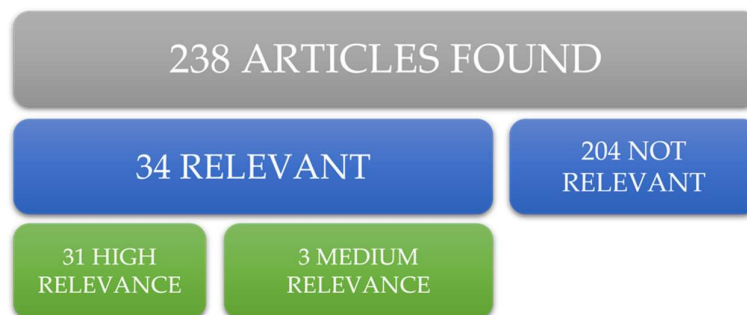 238 ARTICLES FOUND
34 RELEVANT
204 NOT
RELEVANT
31 HIGH
RELEVANCE
3 MEDIUM
RELEVANCE